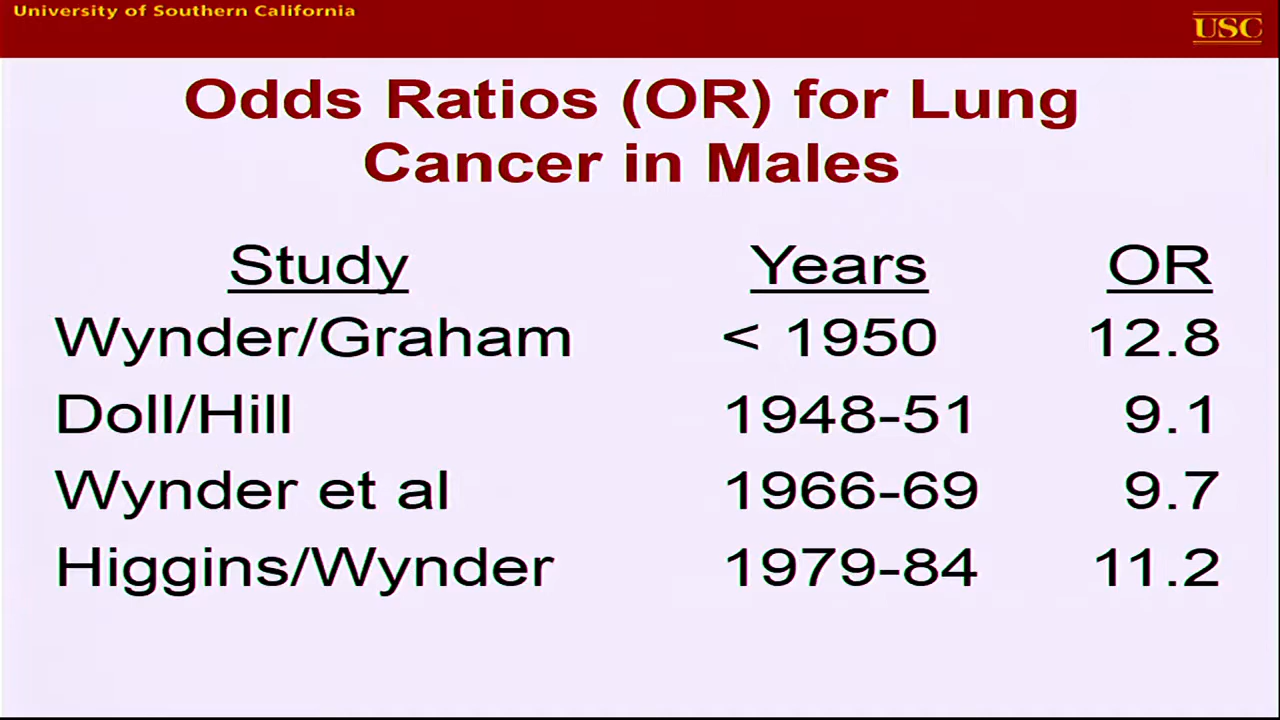 University of Southern California
USC
Odds Ratios (OR) for Lung
Cancer in Males
Study Years OR
Wynder/Graham < 1950 12.8
Doll/Hill 1948-51 9.1
Wynder et al 1966-69 9.7
Higgins/Wynder 1979-84 11.2